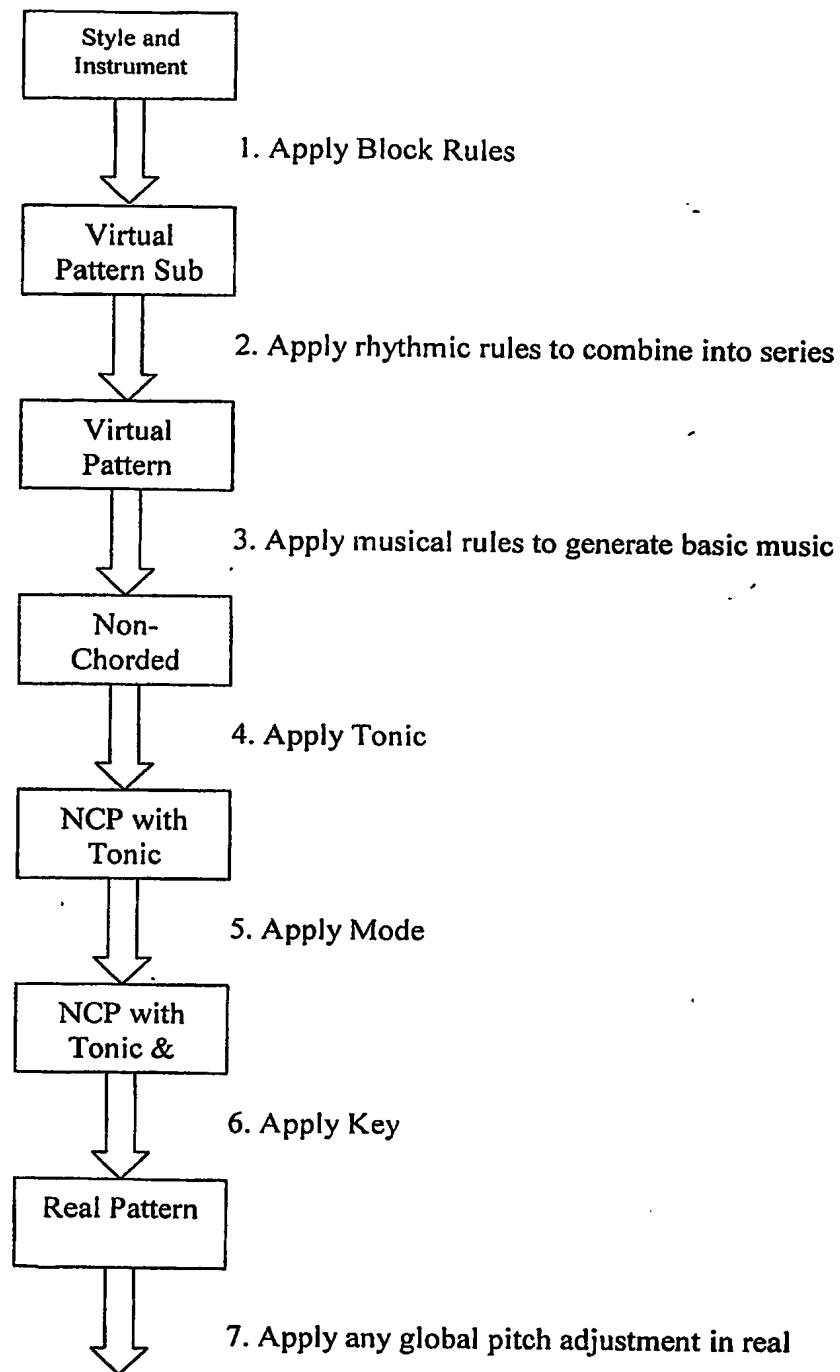 Style and
Instrument
1. Apply Block Rules
Virtual
Pattern Sub
2. Apply rhythmic rules to combine into series
Virtual
Pattern
3. Apply musical rules to generate basic music
Non-
Chorded
4. Apply Tonic
NCP with
Tonic
5. Apply Mode
NCP with
Tonic &
6. Apply Key
Real Pattern
7. Apply any global pitch adjustment in real